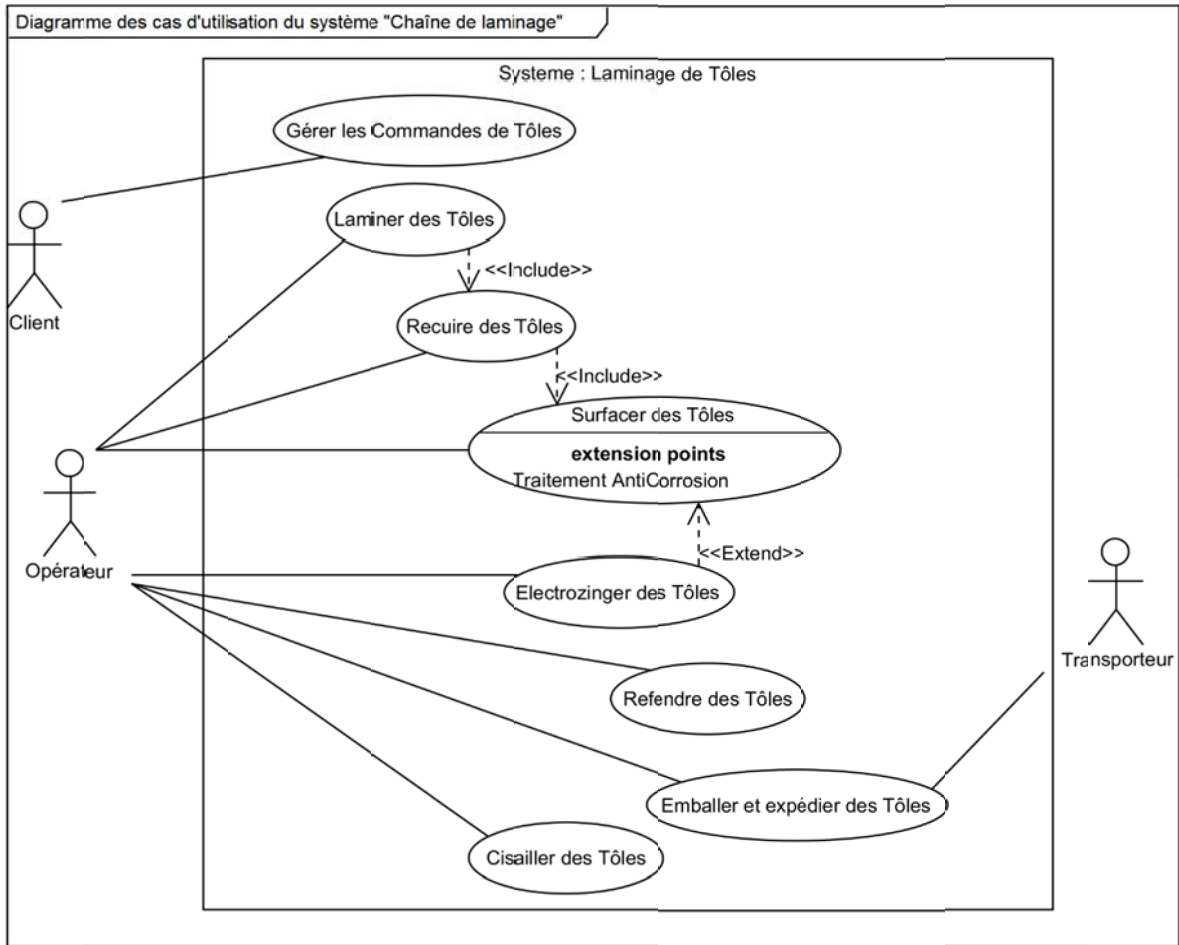 Diagramme des cas d'utilisation du système "Chaîne de laminage"
Systeme : Laminage de Tôles
Gérer les Commandes de Tôles
Laminer des Tôles
<<Include>>
Client
Recuire des Tôles
<<Include>>
Surfacer des Tôles
extension points
Traitement AntiCorrosion
<<Extend>>
Opérateur
Electrozinger des Tôles
Transporteur
Refendre des Tôles
Emballer et expédier des Tôles
Cisailler des Tôles